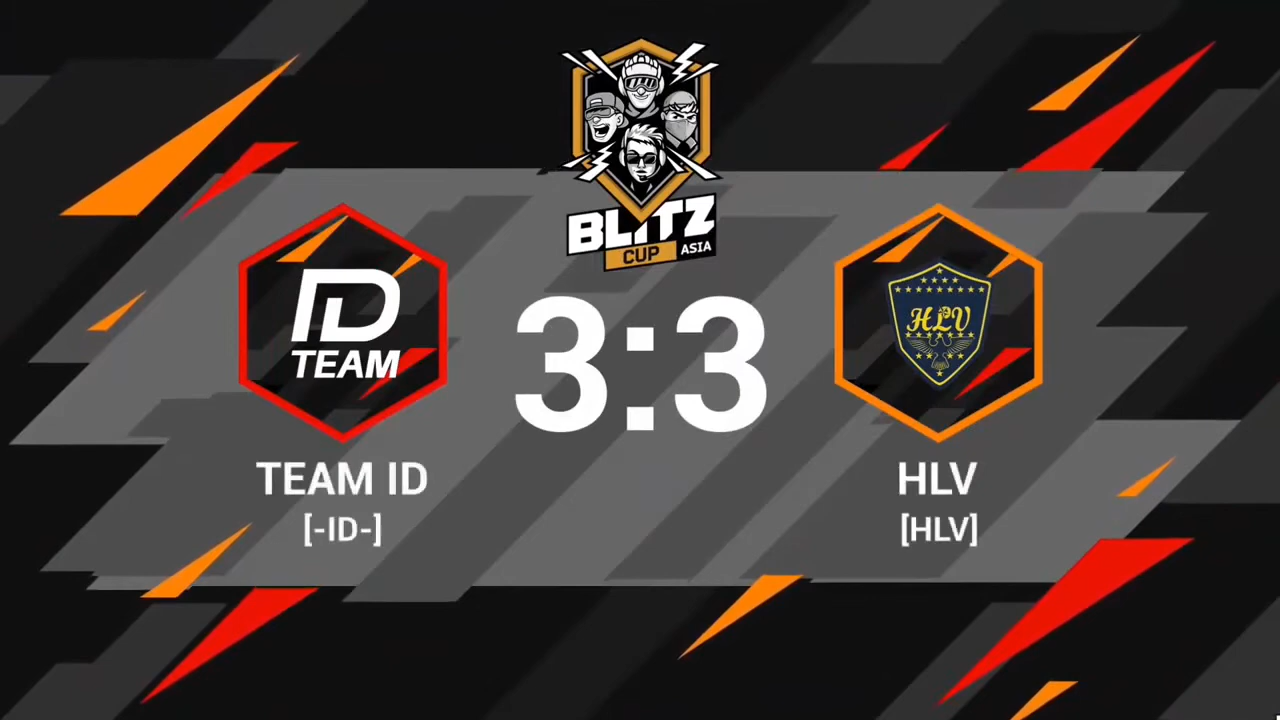 BLITZ
CUP ASIA
ID
TEAM
3:3
HLV
TEAM ID
[-ID-]
HLV
[HLV]